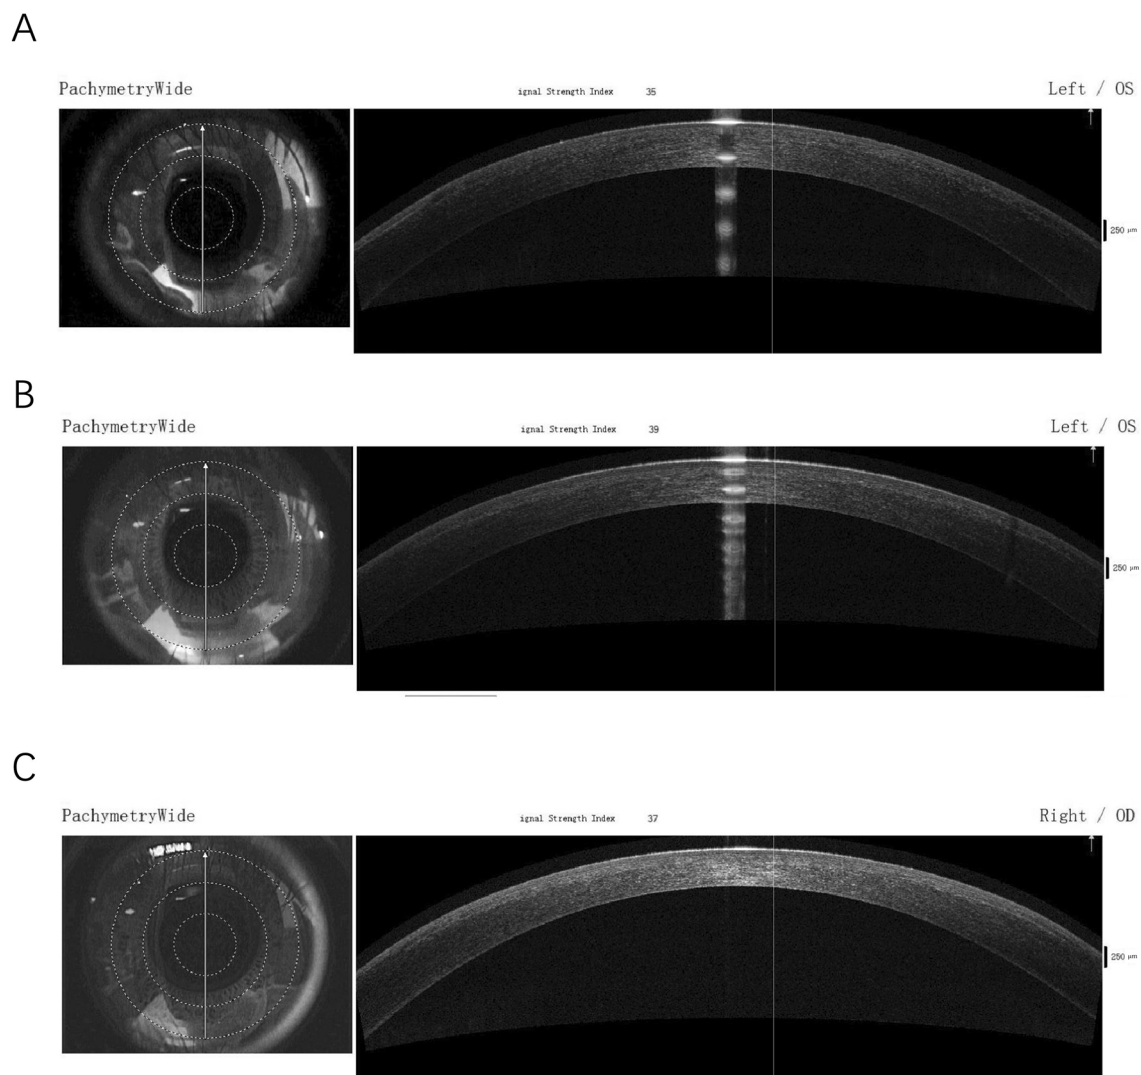 A
PachymetryWide ignal Strength Index 35 Left / OS
250 μm
B
PachymetryWide ignal Strength Index 39 Left / OS
250 μm
C
PachymetryWide ignal Strength Index 37 Right / OD
250 μm